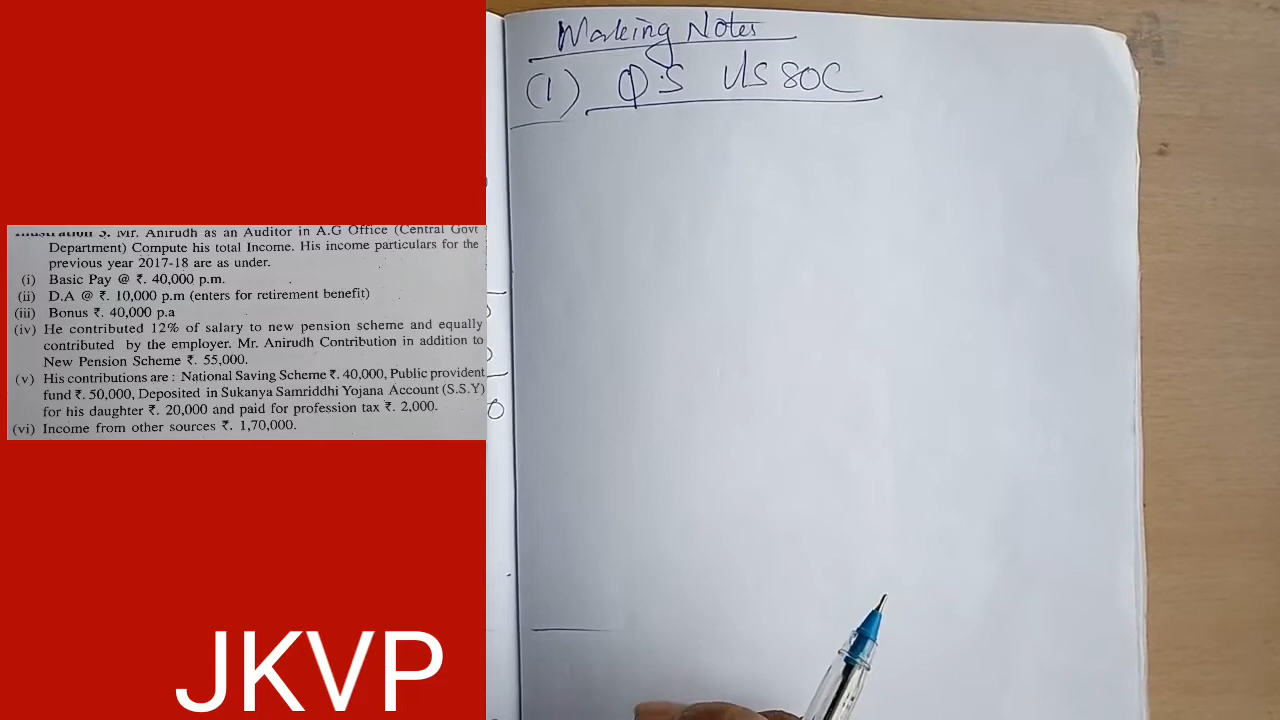 Illustration 3. Mr. Anirudh as an Auditor in A.G Office (Central Govt
Department) Compute his total Income. His income particulars for the
previous year 2017-18 are as under.
(i) Basic Pay @ ₹. 40,000 p.m.
(ii) D.A @ ₹. 10,000 p.m (enters for retirement benefit)
(iii) Bonus ₹. 40,000 p.a
(iv) He contributed 12% of salary to new pension scheme and equally
contributed by the employer. Mr. Anirudh Contribution in addition to
New Pension Scheme ₹. 55,000.
(v) His contributions are : National Saving Scheme ₹. 40,000, Public provident
fund ₹. 50,000, Deposited in Sukanya Samriddhi Yojana Account (S.S.Y)
for his daughter ₹. 20,000 and paid for profession tax ₹. 2,000.
(vi) Income from other sources ₹. 1,70,000.
JKVP
Working Notes
(1) U/S 80C